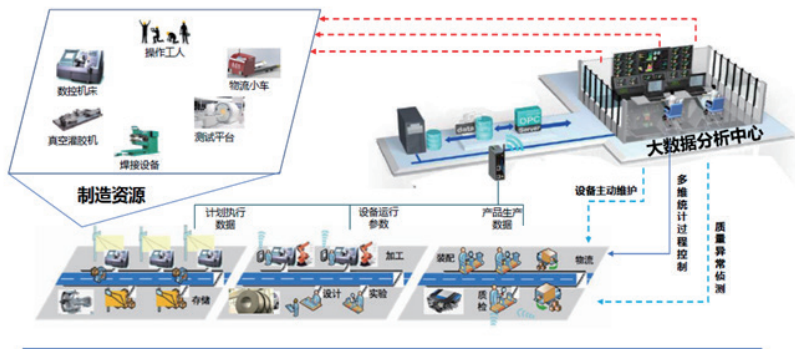 操作工人
数控机床
物流小车
真空灌胶机
测试平台
焊接设备
制造资源
data
DPC
Server
大数据分析中心
计划执行
数据
设备运行
参数
产品生产
数据
设备主动维护
多维统计过程控制
质量异常侦测
加工
装配
物流
存储
设计
实验
质
检